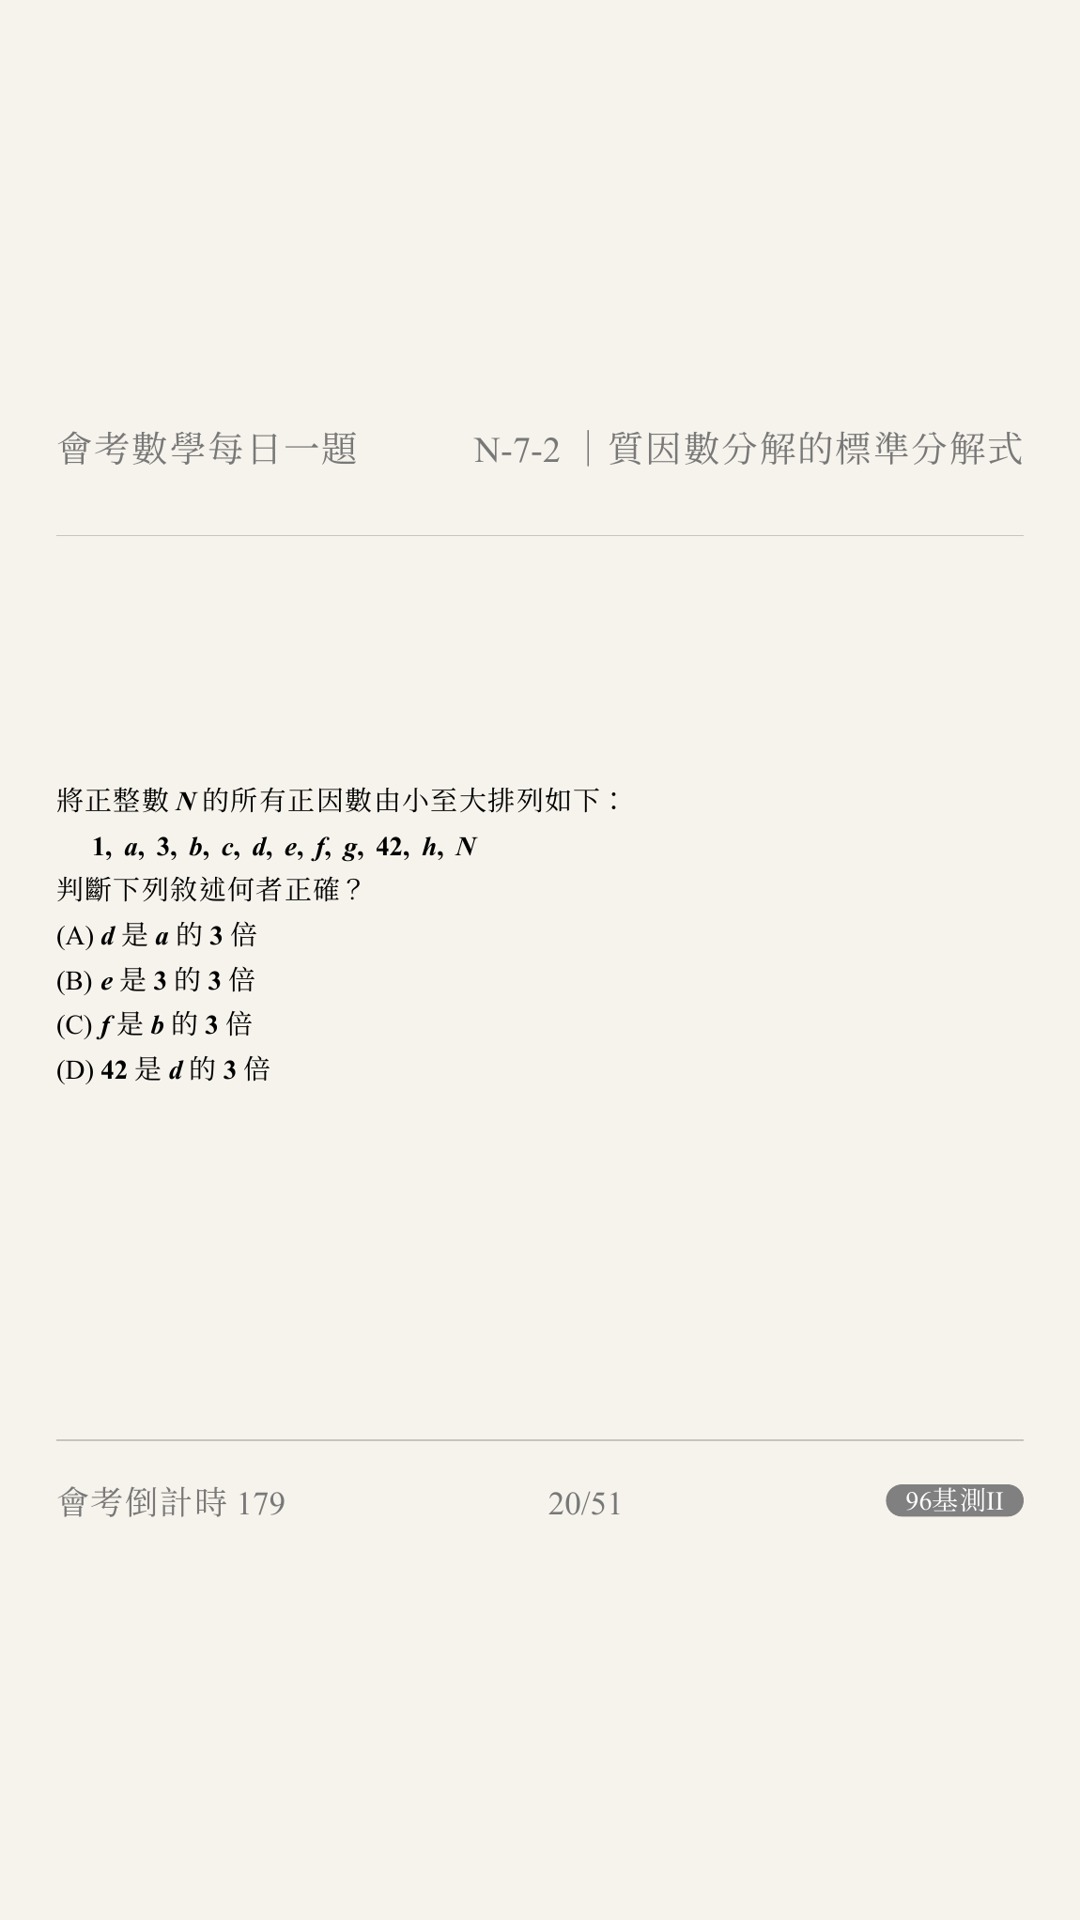 會考數學每日一題
N-7-2｜質因數分解的標準分解式
將正整數 N 的所有正因數由小至大排列如下：
1, a, 3, b, c, d, e, f, g, 42, h, N
判斷下列敘述何者正確？
(A) d 是 a 的 3 倍
(B) e 是 3 的 3 倍
(C) f 是 b 的 3 倍
(D) 42 是 d 的 3 倍
會考倒計時 179
20/51
96基測II